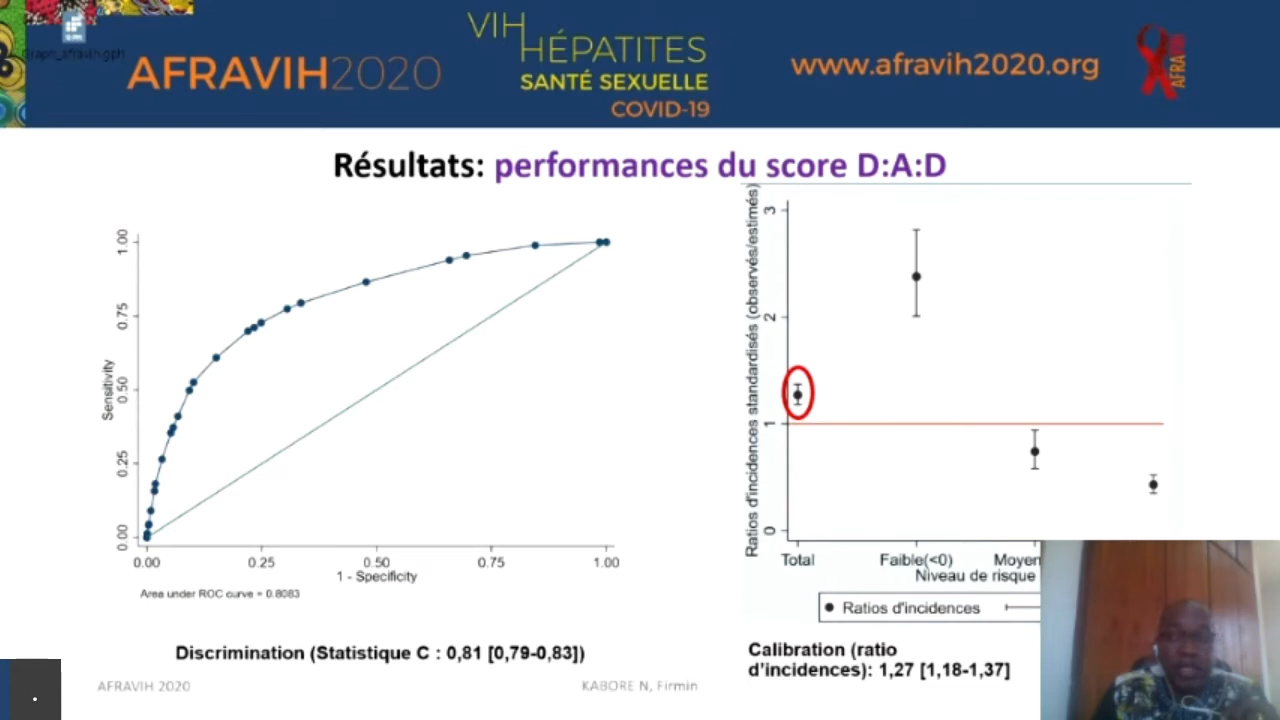 Graph_afravih.gph
AFRAVIH2020
VIH
HÉPATITES
SANTÉ SEXUELLE
COVID-19
www.afravih2020.org
AFRAVIH
Résultats: performances du score D:A:D
Sensitivity
1.00
0.75
0.50
0.25
0.00
0.00 0.25 0.50 0.75 1.00
1 - Specificity
Area under ROC curve = 0.8083
Discrimination (Statistique C : 0,81 [0,79-0,83])
Ratios d'incidences standardisés (observés/estimés)
3
2
1
0
Total Faible(<0) Moyen
Niveau de risque
Ratios d'incidences
Calibration (ratio
d'incidences): 1,27 [1,18-1,37]
AFRAVIH 2020
KABORE N, Firmin